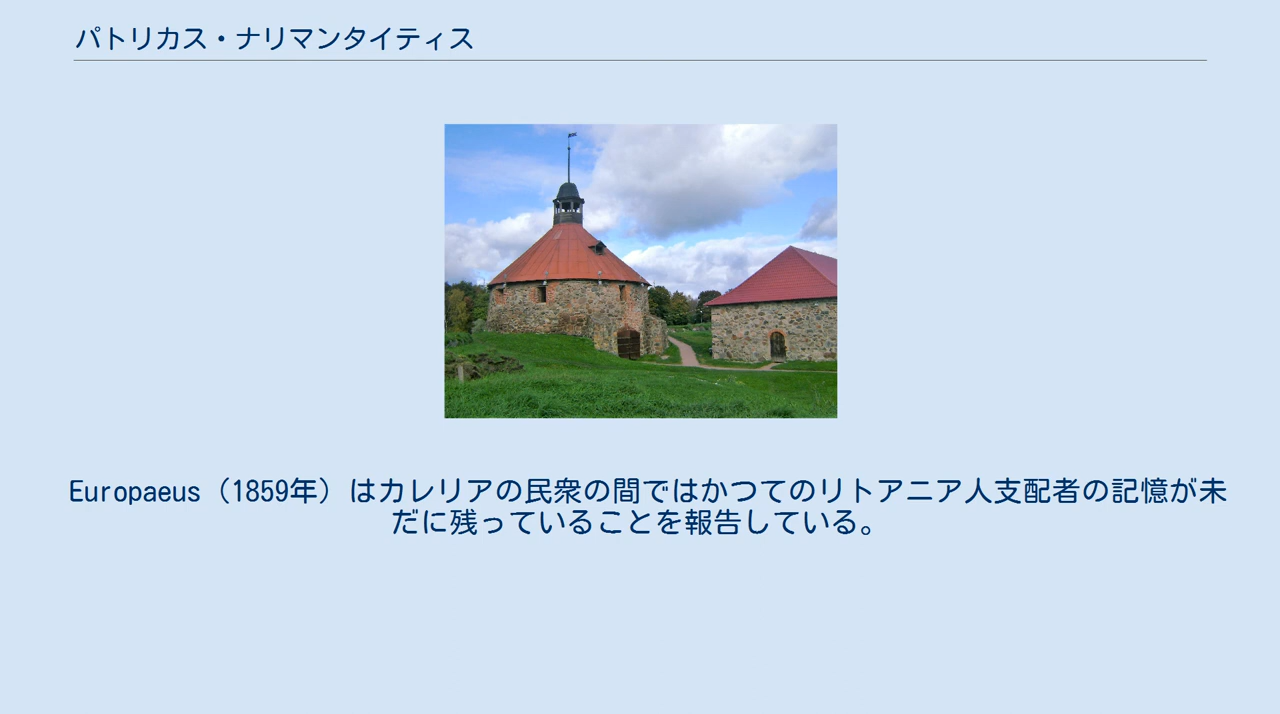 パトリカス・ナリマンタイティス
Europaeus（1859年）はカレリアの民衆の間ではかつてのリトアニア人支配者の記憶が未
だに残っていることを報告している。